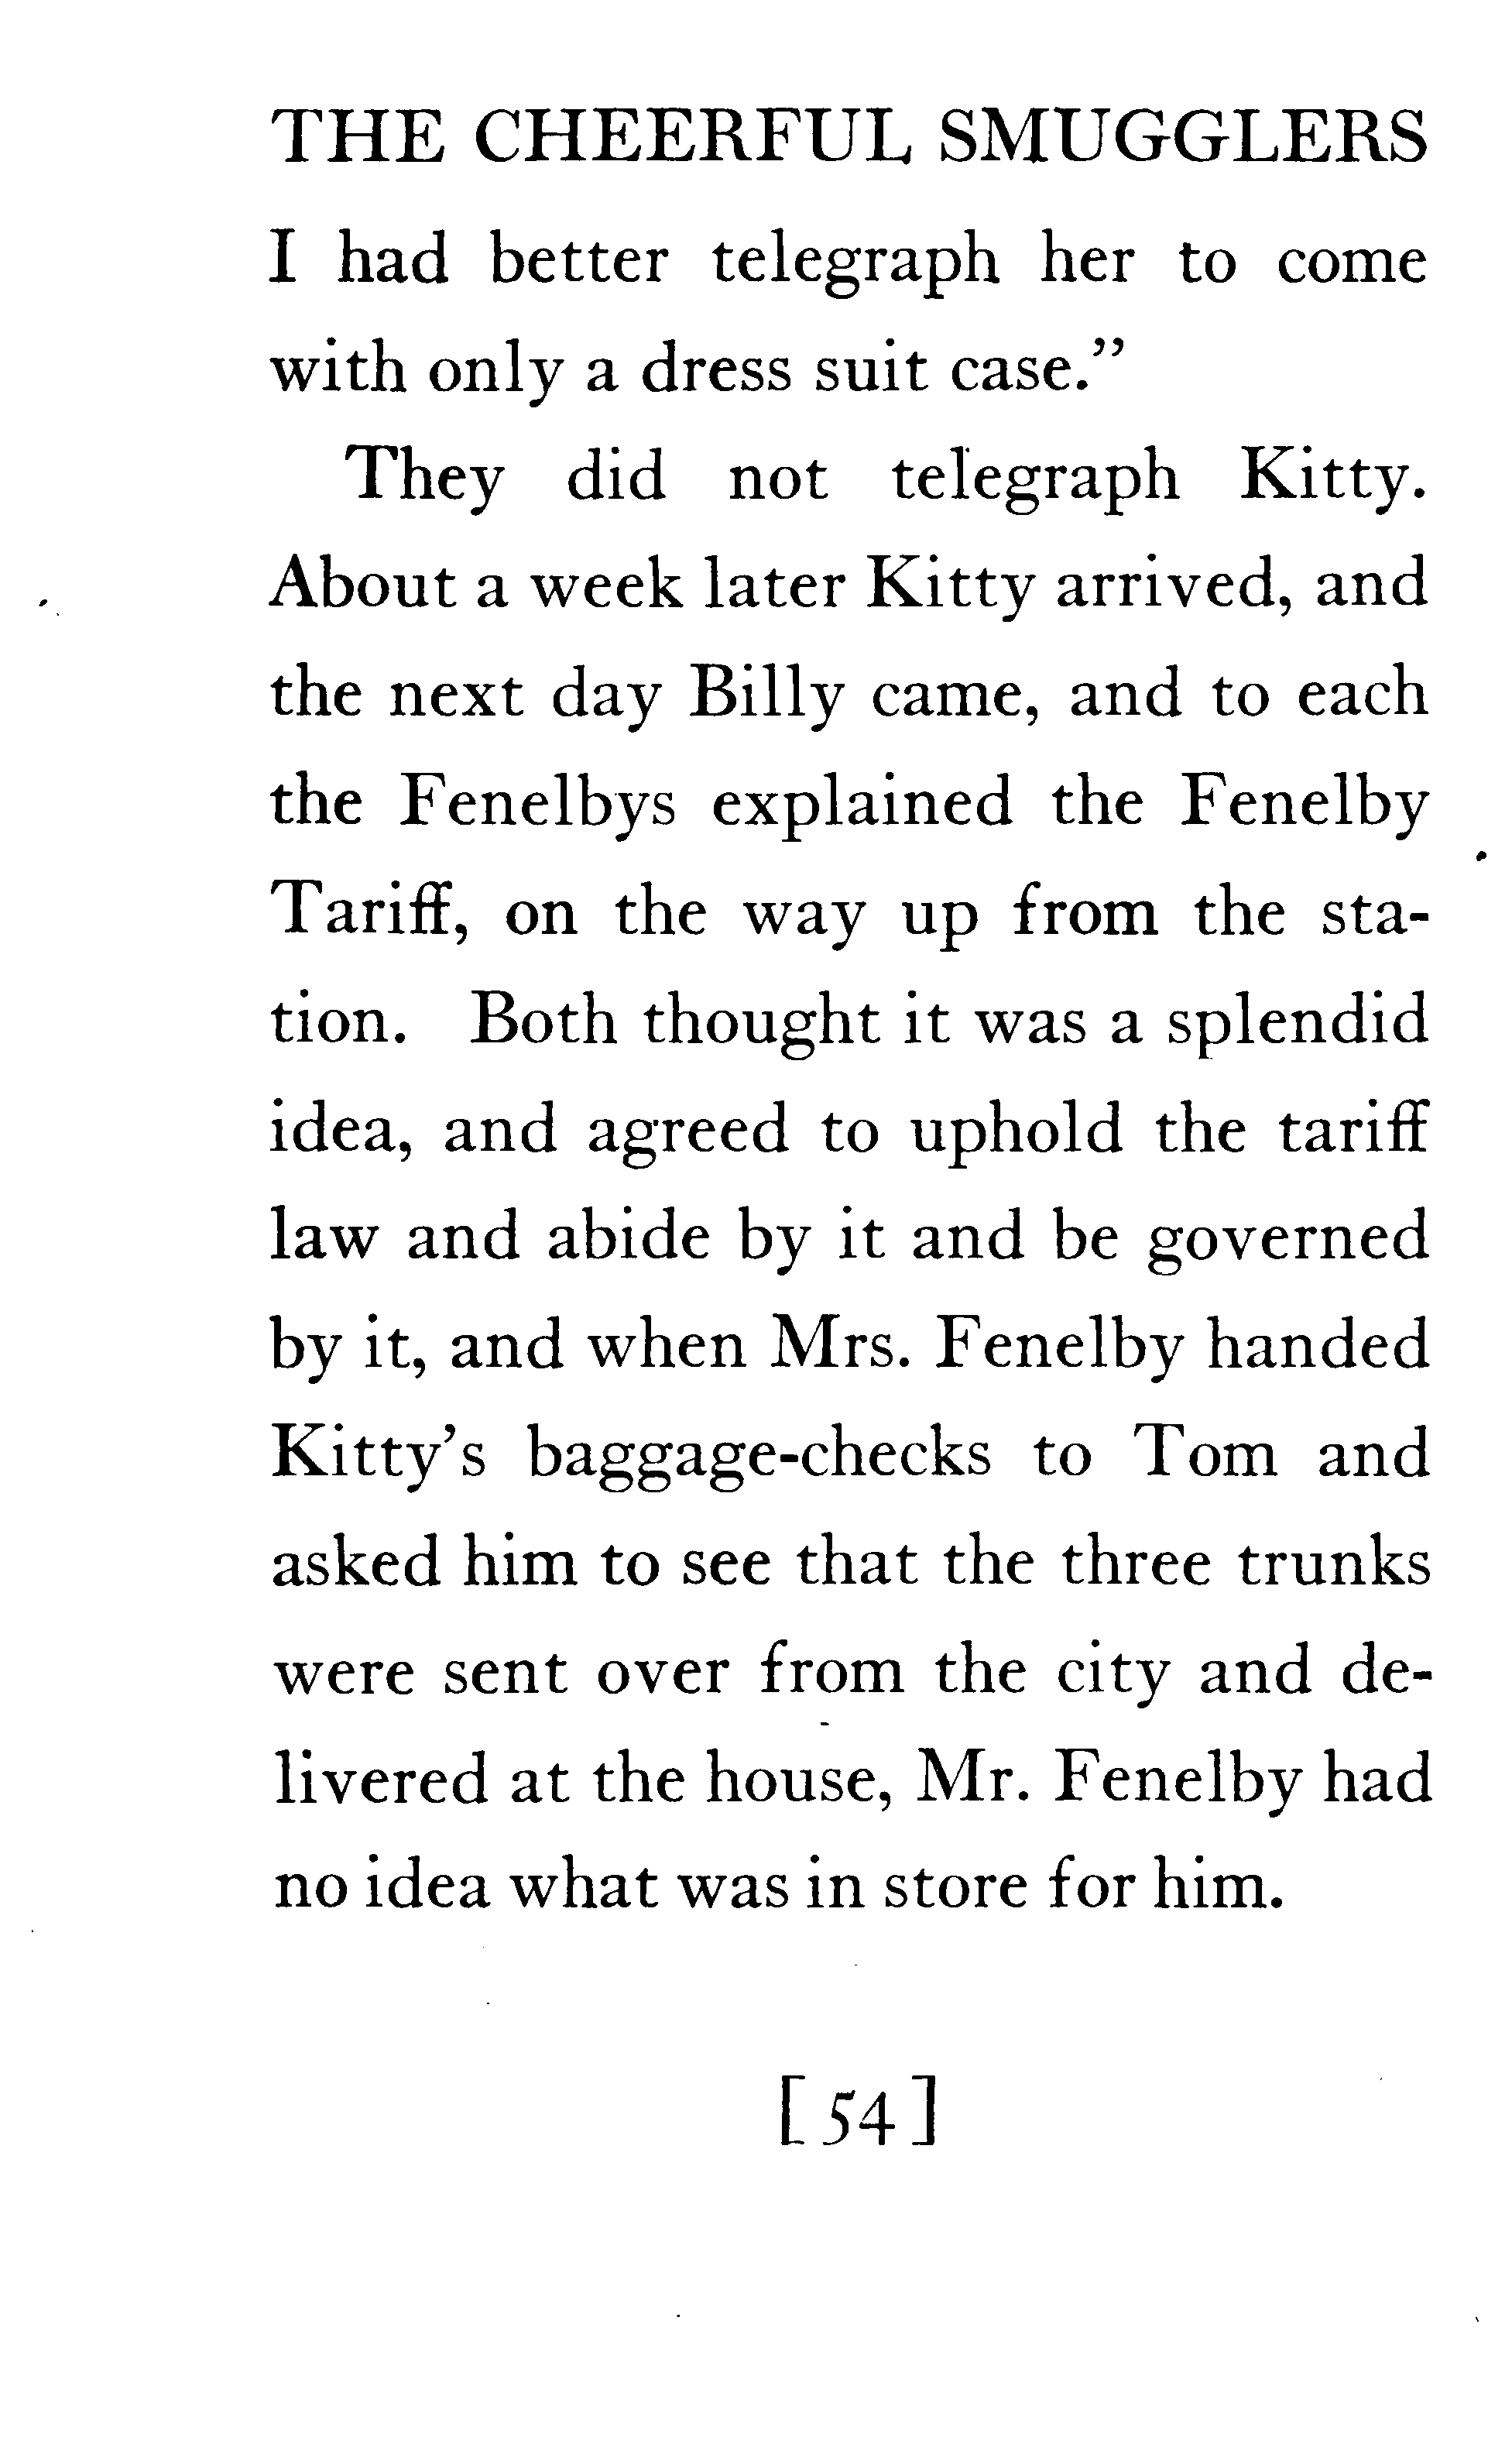 THE CHEERFUL SMUGGLERS
I had better telegraph her to come
with only a dress suit case.”
They did not telegraph Kitty.
About a week later Kitty arrived, and
the next day Billy came, and to each
the Fenelbys explained the Fenelby
Tariff, on the way up from the sta-
tion. Both thought it was a splendid
idea, and agreed to uphold the tariff
law and abide by it and be governed
by it, and when Mrs. Fenelby handed
Kitty’s baggage-checks to Tom and
asked him to see that the three trunks
were sent over from the city and de-
livered at the house, Mr. Fenelby had
no idea what was in store for him.
[54]